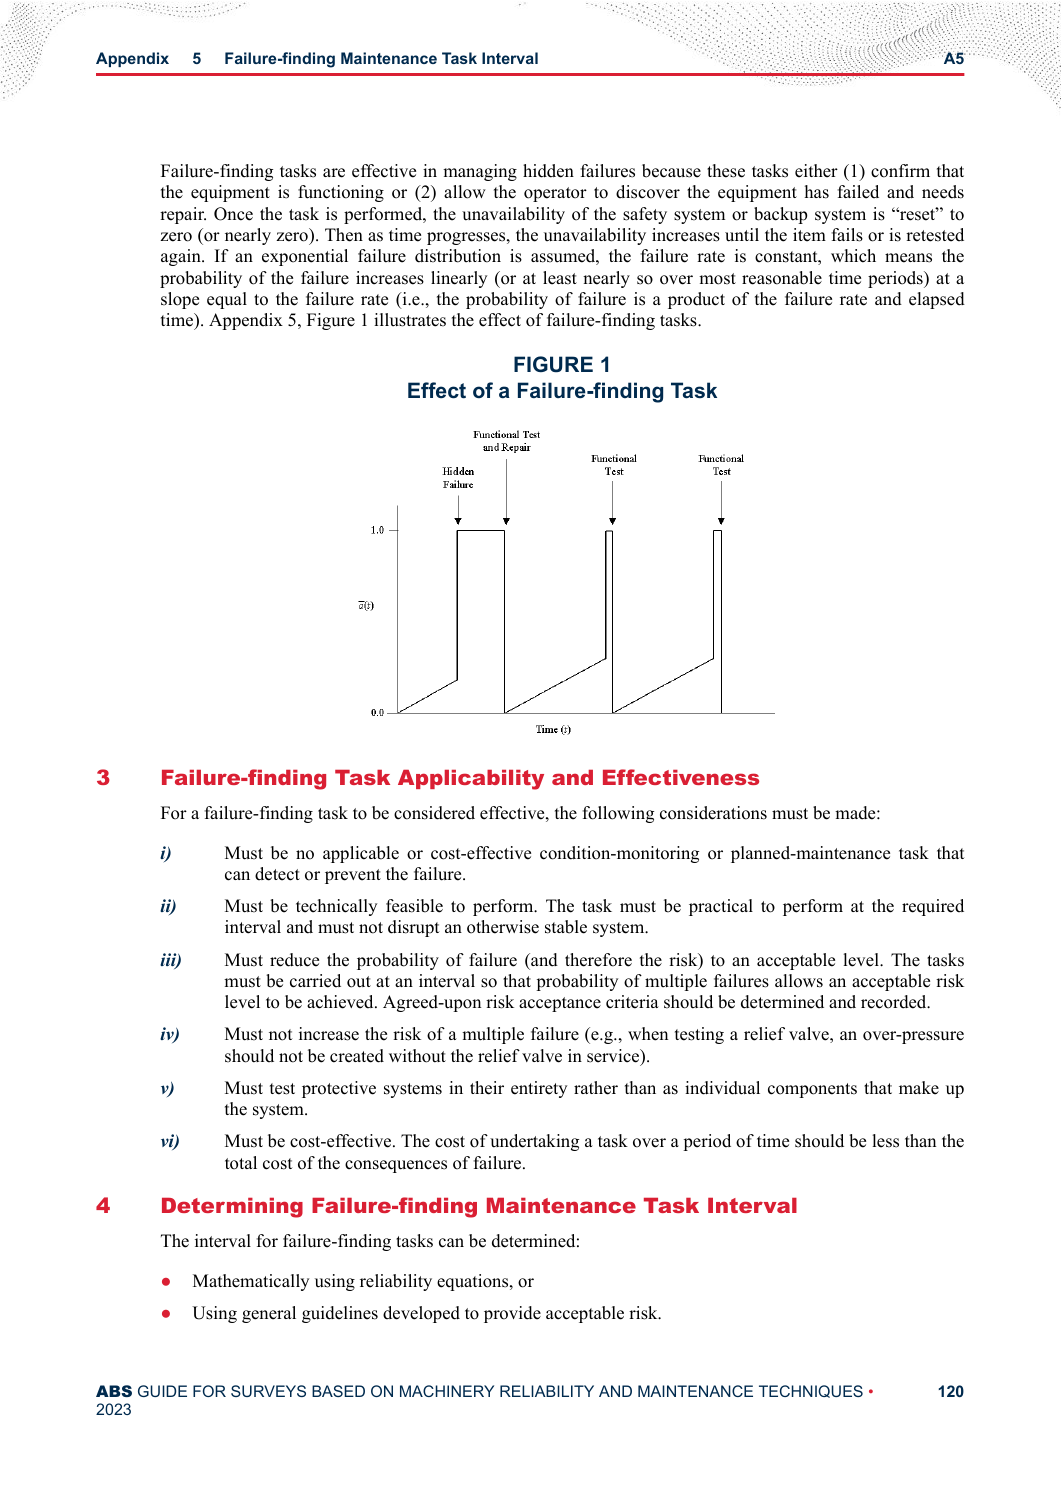 Appendix 5 Failure-finding Maintenance Task Interval A5
Failure-finding tasks are effective in managing hidden failures because these tasks either (1) confirm that
the equipment is functioning or (2) allow the operator to discover the equipment has failed and needs
repair. Once the task is performed, the unavailability of the safety system or backup system is “reset” to
zero (or nearly zero). Then as time progresses, the unavailability increases until the item fails or is retested
again. If an exponential failure distribution is assumed, the failure rate is constant, which means the
probability of the failure increases linearly (or at least nearly so over most reasonable time periods) at a
slope equal to the failure rate (i.e., the probability of failure is a product of the failure rate and elapsed
time). Appendix 5, Figure 1 illustrates the effect of failure-finding tasks.
FIGURE 1
Effect of a Failure-finding Task
Functional Test
and Repair
Functional
Test
Functional
Test
Hidden
Failure
1.0
a̅(t)
0.0
Time (t)
3 Failure-finding Task Applicability and Effectiveness
For a failure-finding task to be considered effective, the following considerations must be made:
i) Must be no applicable or cost-effective condition-monitoring or planned-maintenance task that
can detect or prevent the failure.
ii) Must be technically feasible to perform. The task must be practical to perform at the required
interval and must not disrupt an otherwise stable system.
iii) Must reduce the probability of failure (and therefore the risk) to an acceptable level. The tasks
must be carried out at an interval so that probability of multiple failures allows an acceptable risk
level to be achieved. Agreed-upon risk acceptance criteria should be determined and recorded.
iv) Must not increase the risk of a multiple failure (e.g., when testing a relief valve, an over-pressure
should not be created without the relief valve in service).
v) Must test protective systems in their entirety rather than as individual components that make up
the system.
vi) Must be cost-effective. The cost of undertaking a task over a period of time should be less than the
total cost of the consequences of failure.
4 Determining Failure-finding Maintenance Task Interval
The interval for failure-finding tasks can be determined:
● Mathematically using reliability equations, or
● Using general guidelines developed to provide acceptable risk.
ABS GUIDE FOR SURVEYS BASED ON MACHINERY RELIABILITY AND MAINTENANCE TECHNIQUES • 120
2023